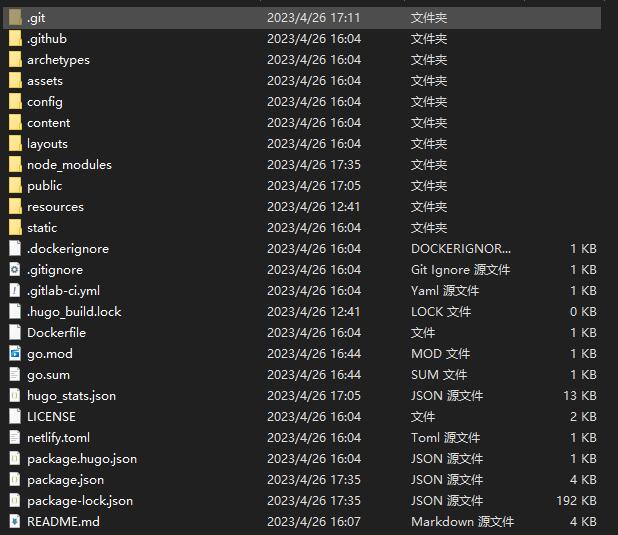 .git 2023/4/26 17:11 文件夹
.github 2023/4/26 16:04 文件夹
archetypes 2023/4/26 16:04 文件夹
assets 2023/4/26 16:04 文件夹
config 2023/4/26 16:04 文件夹
content 2023/4/26 16:04 文件夹
layouts 2023/4/26 16:04 文件夹
node_modules 2023/4/26 17:35 文件夹
public 2023/4/26 17:05 文件夹
resources 2023/4/26 12:41 文件夹
static 2023/4/26 16:04 文件夹
.dockerignore 2023/4/26 16:04 DOCKERIGNOR... 1 KB
.gitignore 2023/4/26 16:04 Git Ignore 源文件 1 KB
.gitlab-ci.yml 2023/4/26 16:04 Yaml 源文件 1 KB
.hugo_build.lock 2023/4/26 12:41 LOCK 文件 0 KB
Dockerfile 2023/4/26 16:04 文件 1 KB
go.mod 2023/4/26 16:44 MOD 文件 1 KB
go.sum 2023/4/26 16:44 SUM 文件 1 KB
hugo_stats.json 2023/4/26 17:05 JSON 源文件 13 KB
LICENSE 2023/4/26 16:04 文件 2 KB
netlify.toml 2023/4/26 16:04 Toml 源文件 1 KB
package.hugo.json 2023/4/26 16:04 JSON 源文件 1 KB
package.json 2023/4/26 17:35 JSON 源文件 4 KB
package-lock.json 2023/4/26 17:35 JSON 源文件 192 KB
README.md 2023/4/26 16:07 Markdown 源文件 4 KB